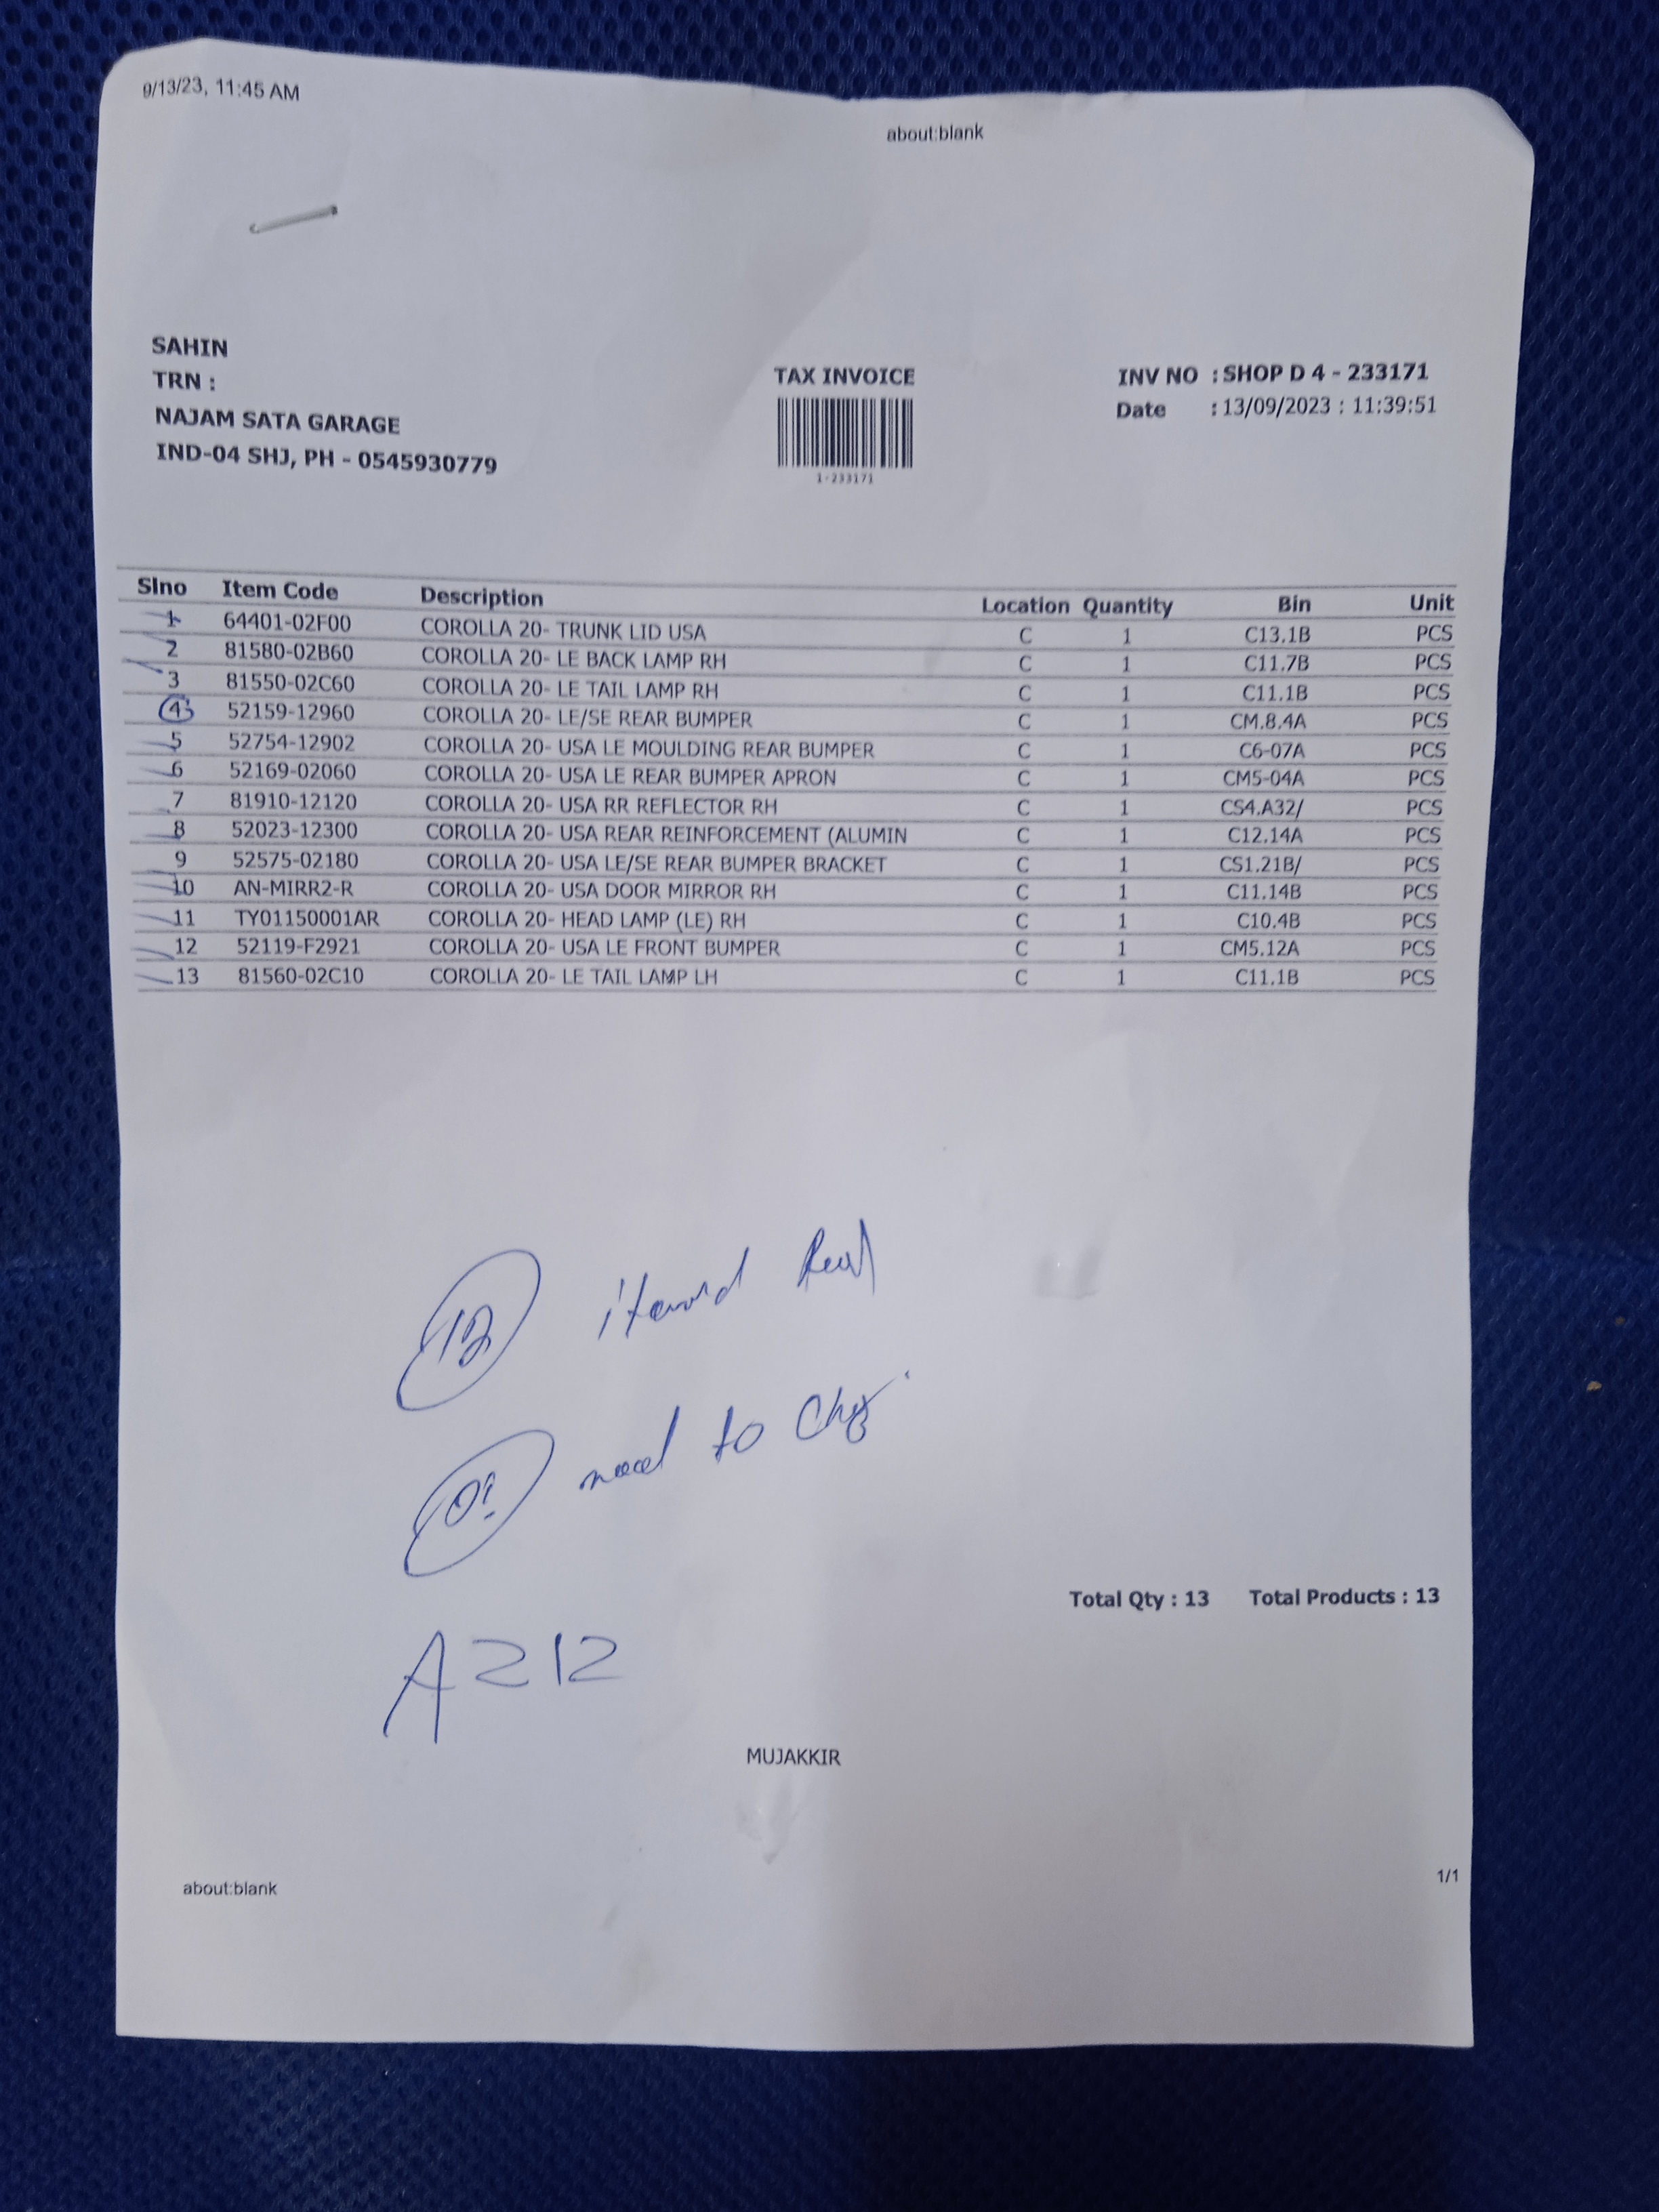 9/13/23, 11:45 AM
about:blank
SAHIN
TRN :
NAJAM SATA GARAGE
IND-04 SHJ, PH - 0545930779
TAX INVOICE
1-233171
INV NO : SHOP D 4 - 233171
Date : 13/09/2023 : 11:39:51
Slno Item Code Description Location Quantity Bin Unit
1 64401-02F00 COROLLA 20- TRUNK LID USA C 1 C13.1B PCS
2 81580-02B60 COROLLA 20- LE BACK LAMP RH C 1 C11.7B PCS
3 81550-02C60 COROLLA 20- LE TAIL LAMP RH C 1 C11.1B PCS
4 52159-12960 COROLLA 20- LE/SE REAR BUMPER C 1 CM.8.4A PCS
5 52754-12902 COROLLA 20- USA LE MOULDING REAR BUMPER C 1 C6-07A PCS
6 52169-02060 COROLLA 20- USA LE REAR BUMPER APRON C 1 CM5-04A PCS
7 81910-12120 COROLLA 20- USA RR REFLECTOR RH C 1 CS4.A32/ PCS
8 52023-12300 COROLLA 20- USA REAR REINFORCEMENT (ALUMIN C 1 C12.14A PCS
9 52575-02180 COROLLA 20- USA LE/SE REAR BUMPER BRACKET C 1 CS1.21B/ PCS
10 AN-MIRR2-R COROLLA 20- USA DOOR MIRROR RH C 1 C11.14B PCS
11 TY01150001AR COROLLA 20- HEAD LAMP (LE) RH C 1 C10.4B PCS
12 52119-F2921 COROLLA 20- USA LE FRONT BUMPER C 1 CM5.12A PCS
13 81560-02C10 COROLLA 20- LE TAIL LAMP LH C 1 C11.1B PCS
12
01 need to
Total Qty : 13 Total Products : 13
A212
MUJAKKIR
about:blank
1/1